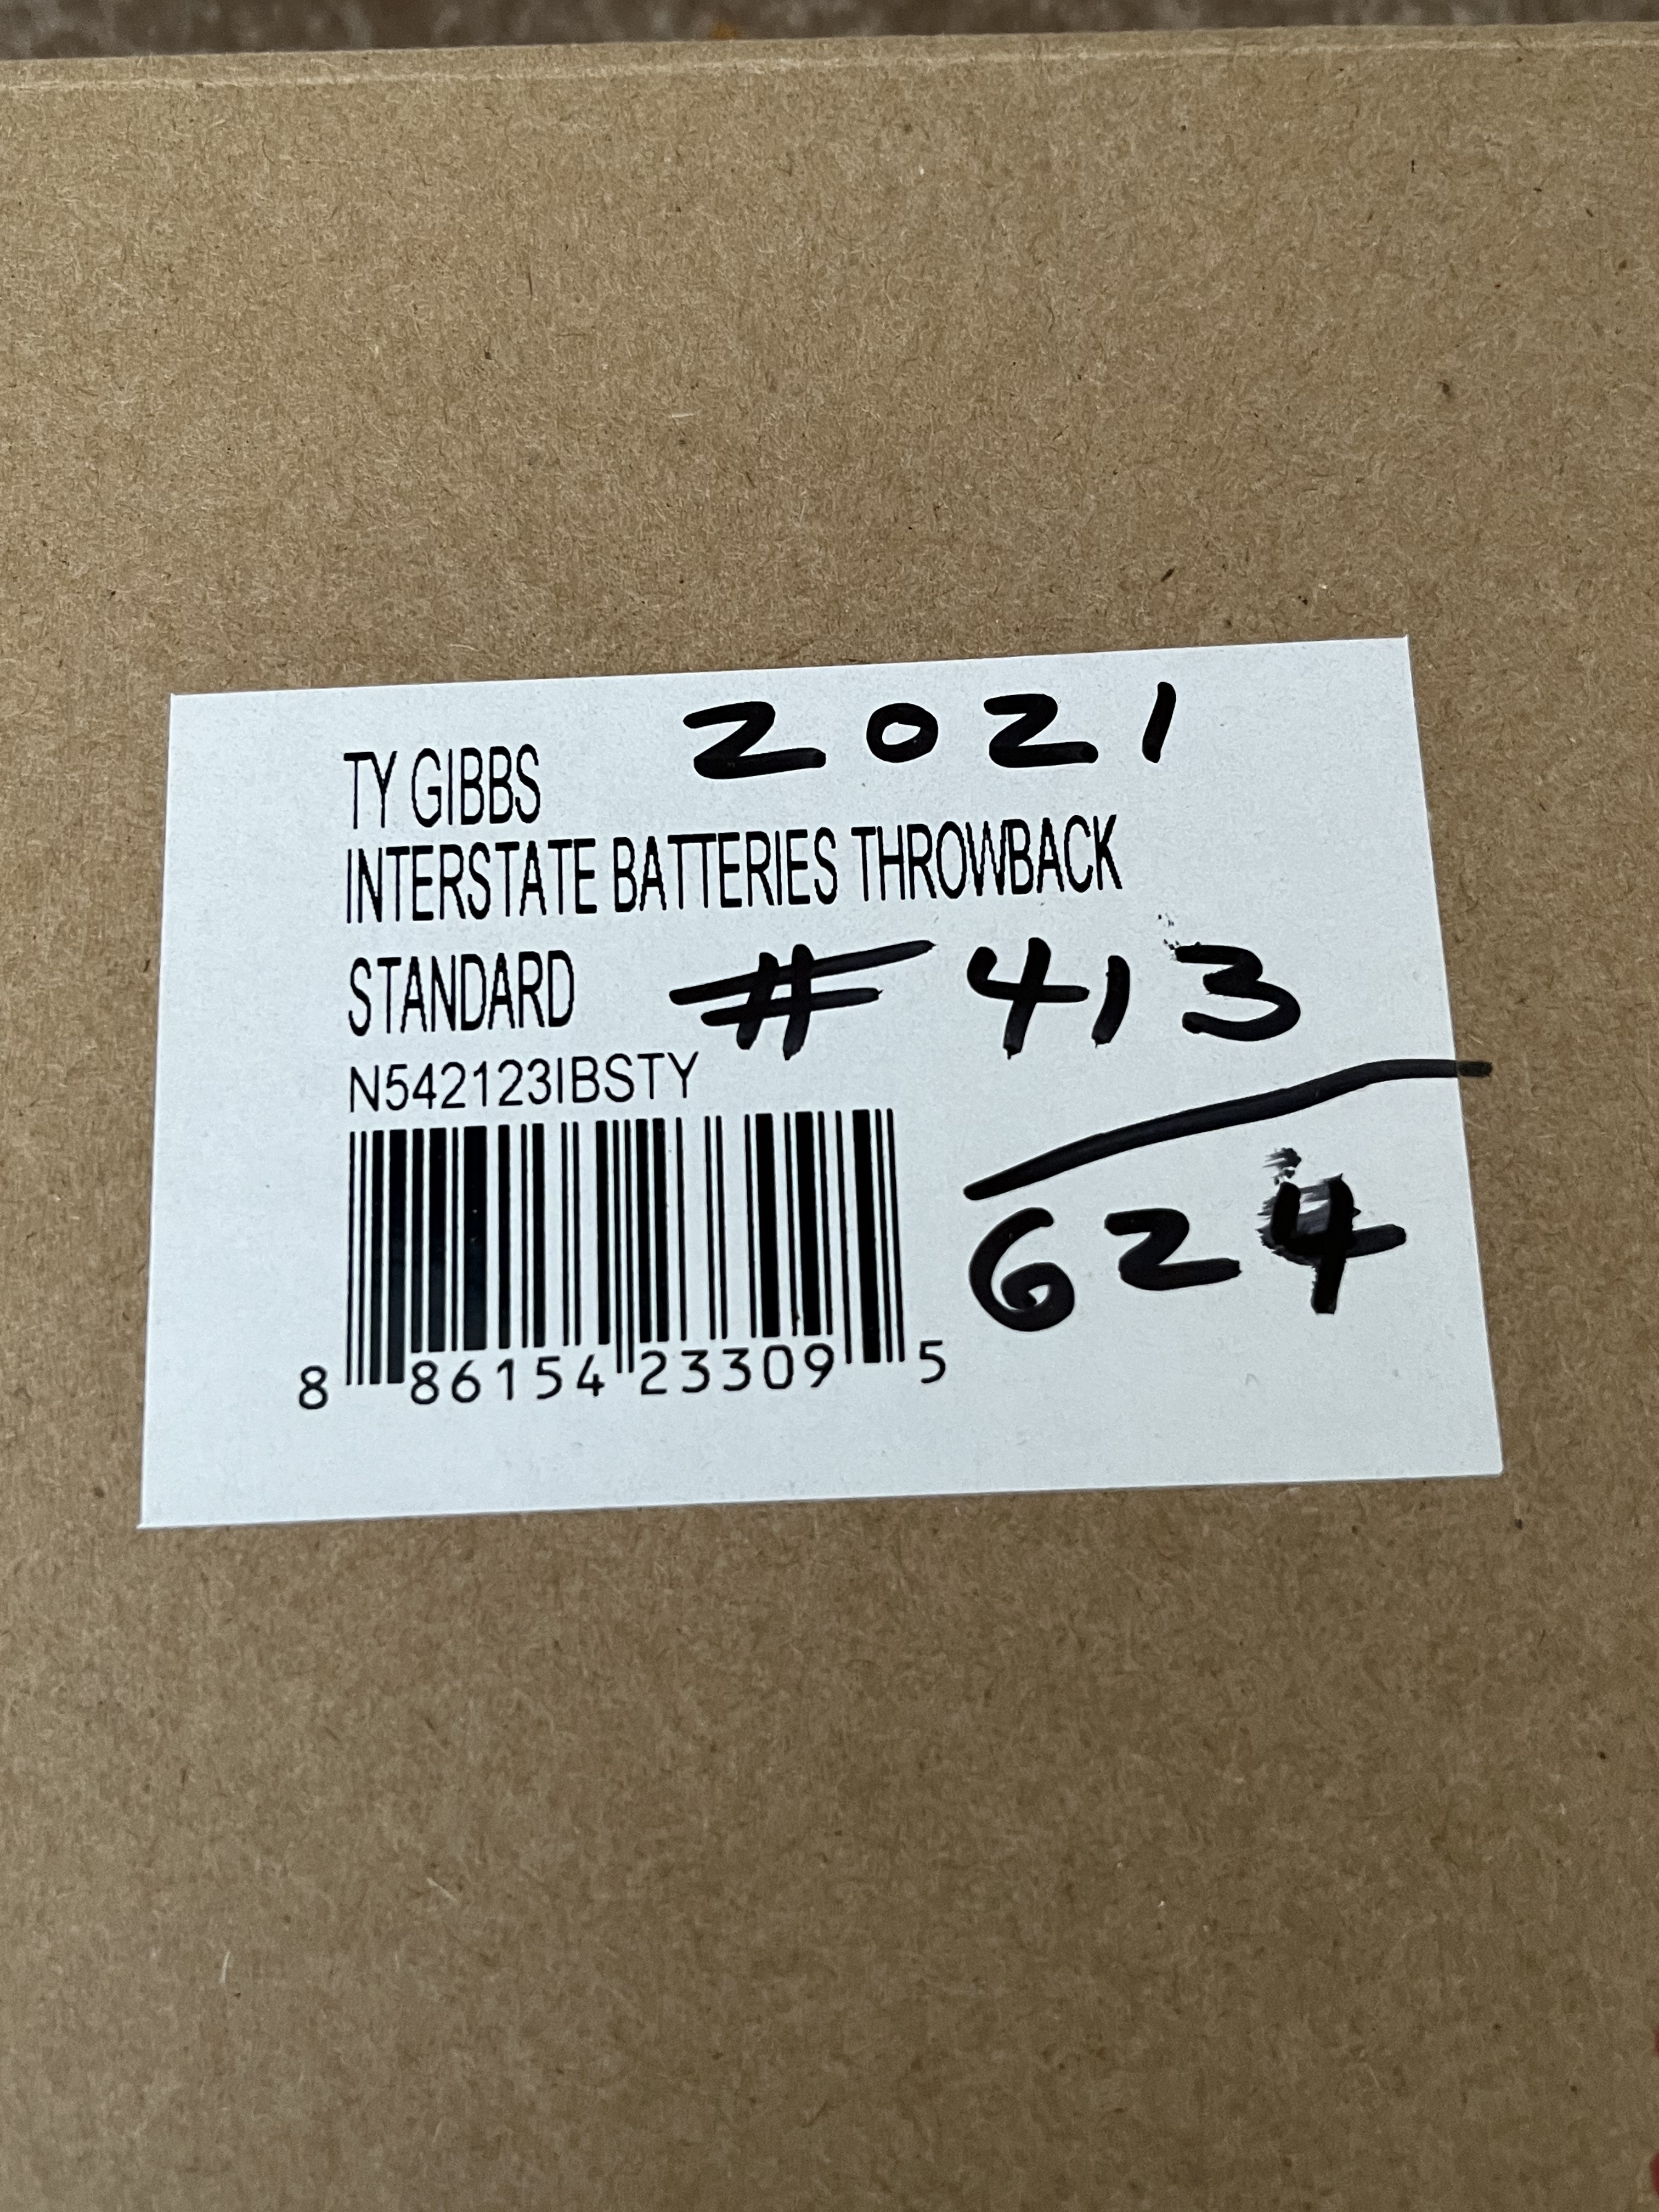 2021
TY GIBBS
INTERSTATE BATTERIES THROWBACK
STANDARD # 413
N542123IBSTY
624
8 86154 23309 5